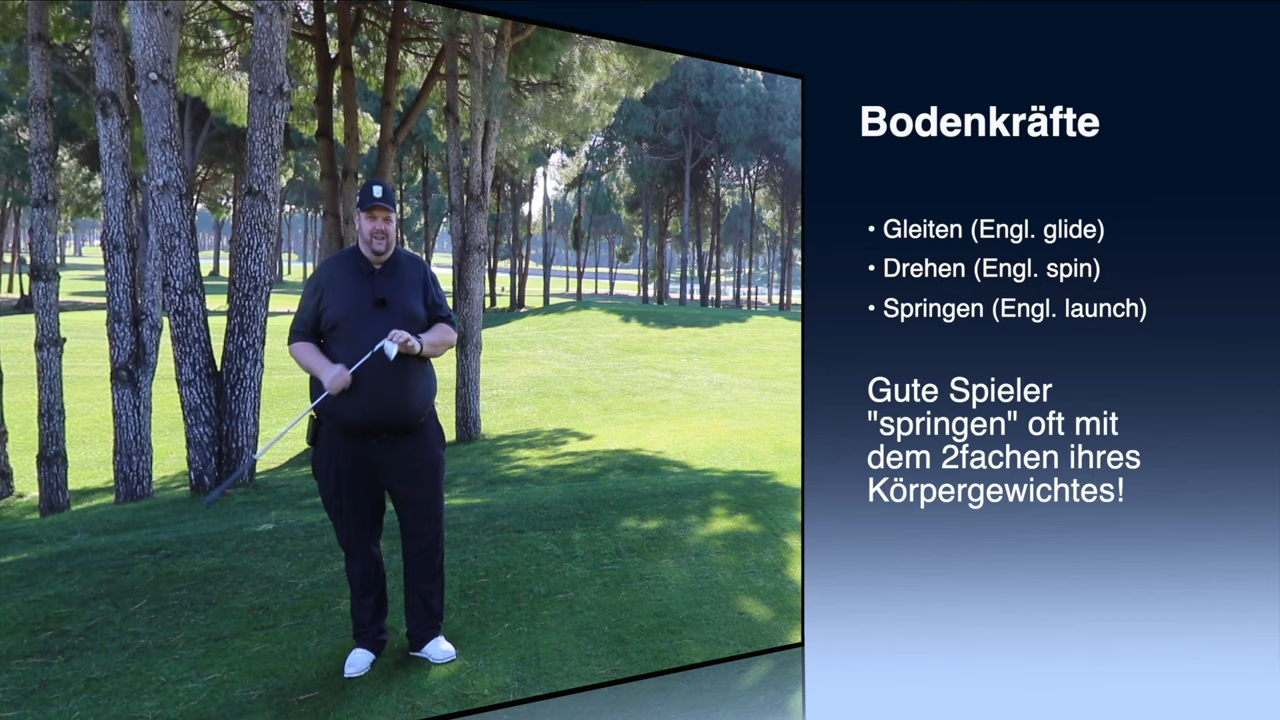 Bodenkräfte
• Gleiten (Engl. glide)
• Drehen (Engl. spin)
• Springen (Engl. launch)
Gute Spieler
"springen" oft mit
dem 2fachen ihres
Körpergewichtes!